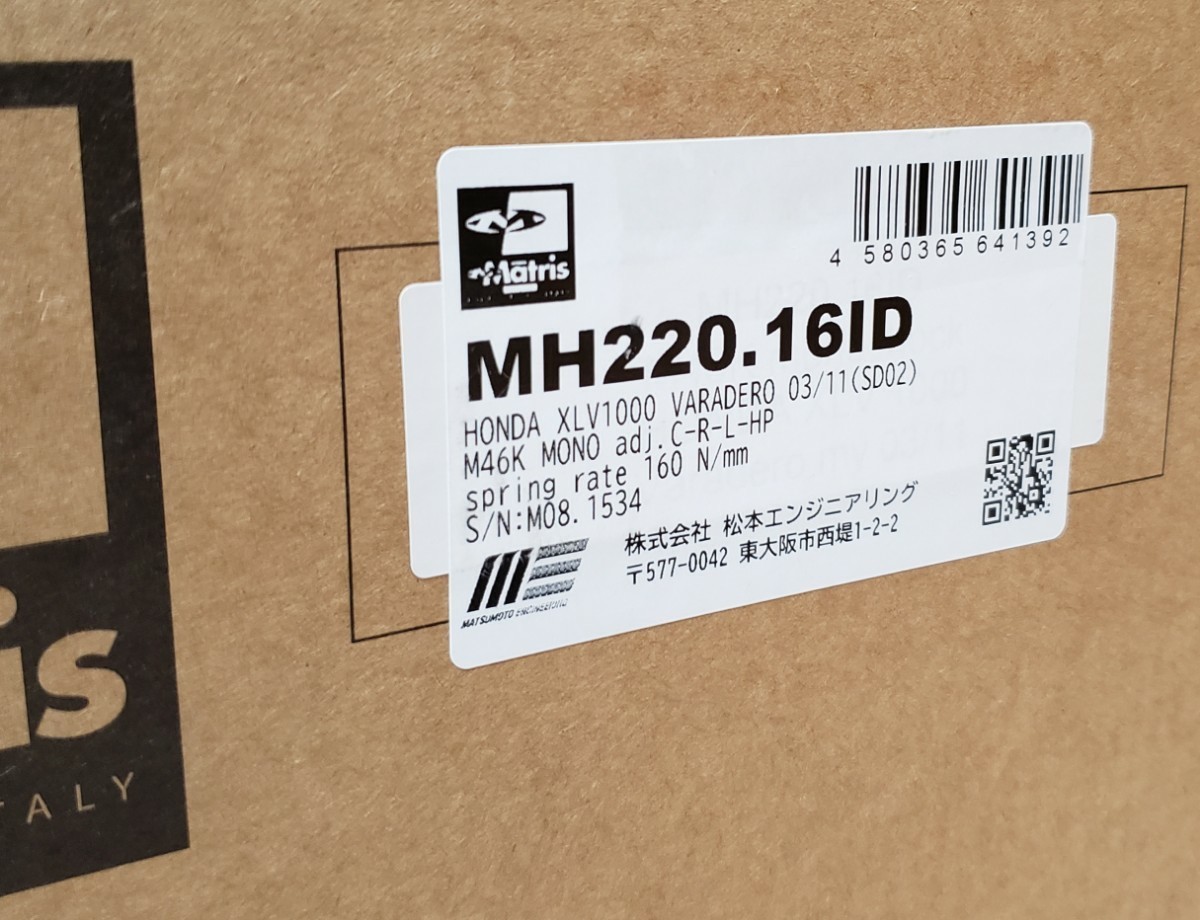 Matris
4 580365 641392
MH220.16ID
HONDA XLV1000 VARADERO 03/11(SD02)
M46K MONO adj.C-R-L-HP
spring rate 160 N/mm
S/N:M08.1534
株式会社 松本エンジニアリング
〒577-0042 東大阪市西堤1-2-2
MATSUMOTO ENGINEERING
is
TALY